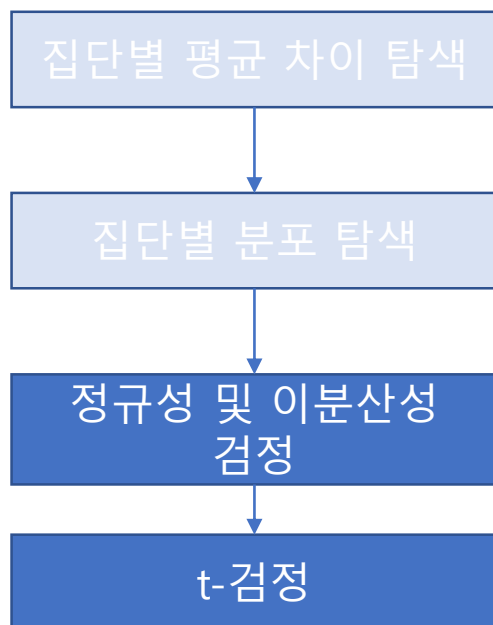 집단별 평균 차이 탐색
집단별 분포 탐색
정규성 및 이분산성
검정
t-검정